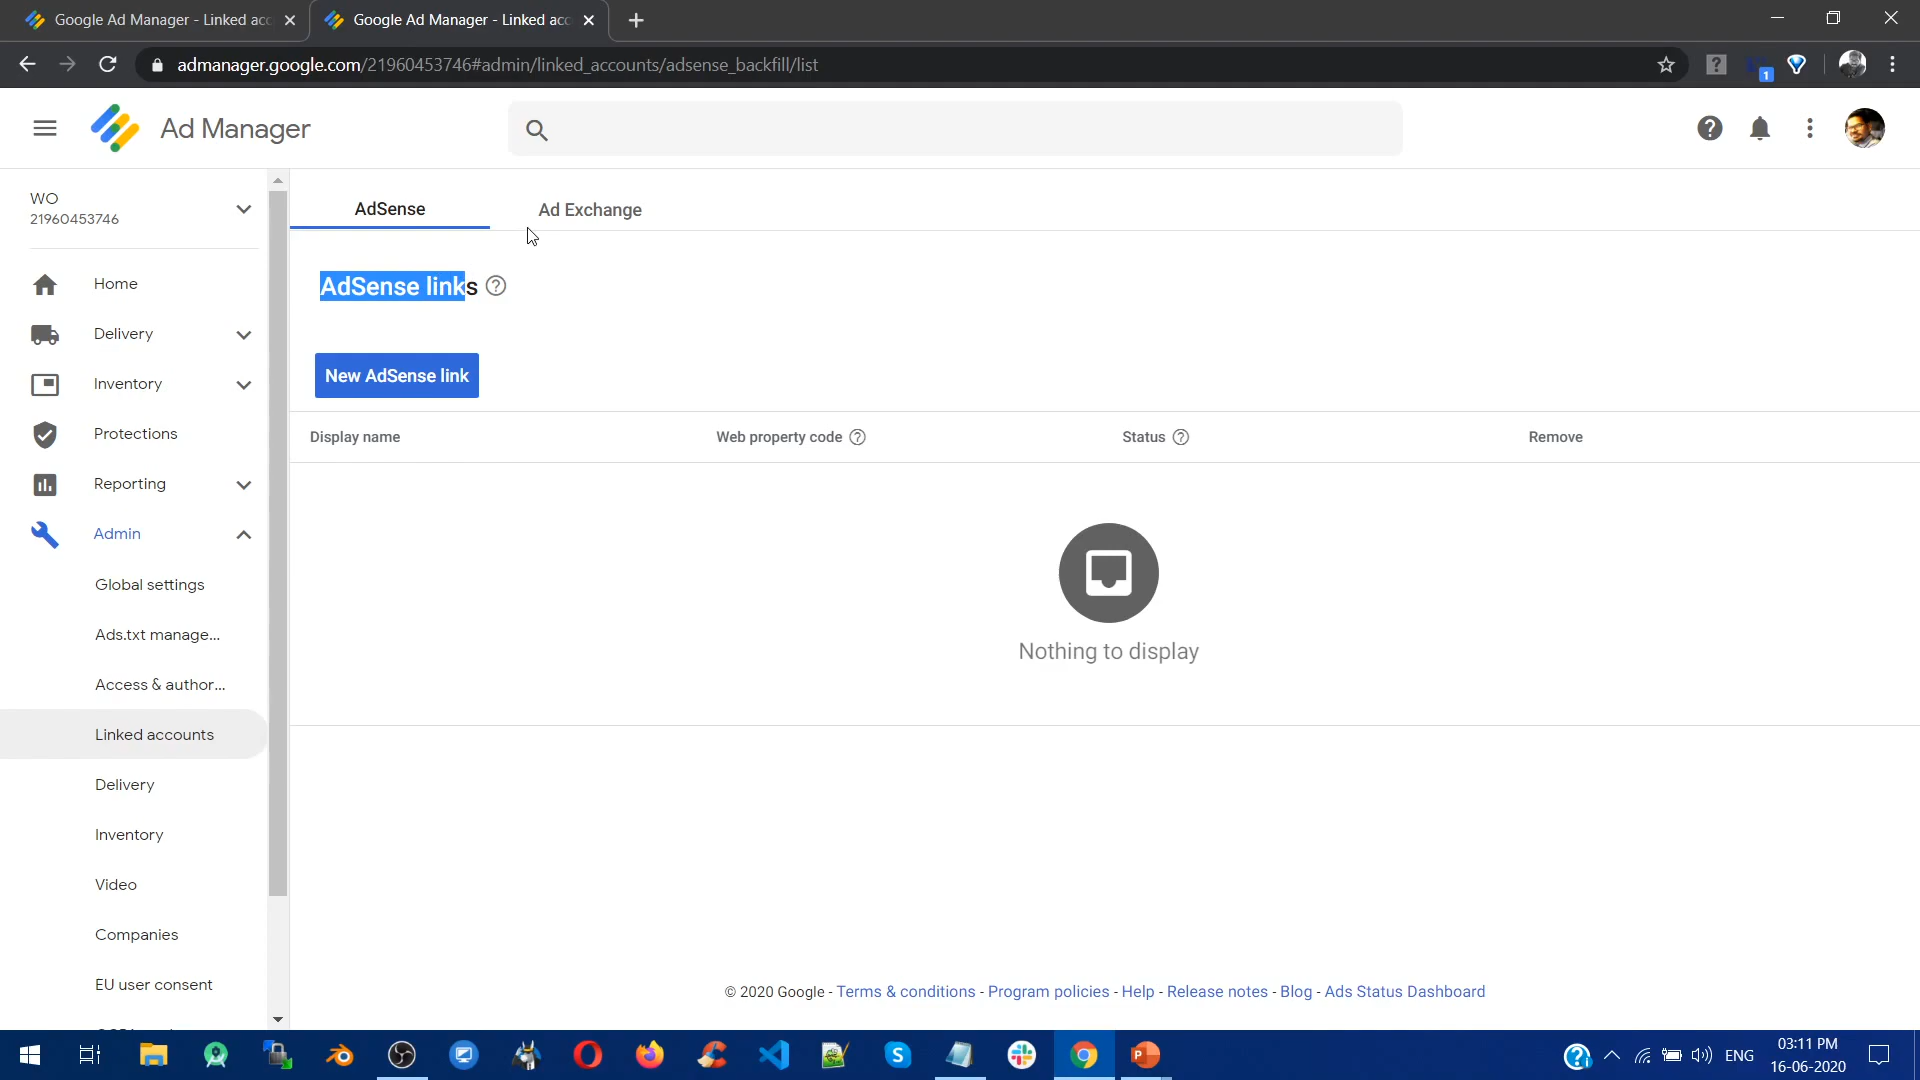 Google Ad Manager - Linked acc
Google Ad Manager - Linked acc
admanager.google.com/21960453746#admin/linked_accounts/adsense_backfill/list
1
Ad Manager
WO
21960453746
Home
Delivery
Inventory
Protections
Reporting
Admin
Global settings
Ads.txt manage...
Access & author...
Linked accounts
Delivery
Inventory
Video
Companies
EU user consent
AdSense
Ad Exchange
AdSense links
New AdSense link
Display name
Web property code
Status
Remove
Nothing to display
© 2020 Google - Terms & conditions - Program policies - Help - Release notes - Blog - Ads Status Dashboard
ENG
03:11 PM
16-06-2020